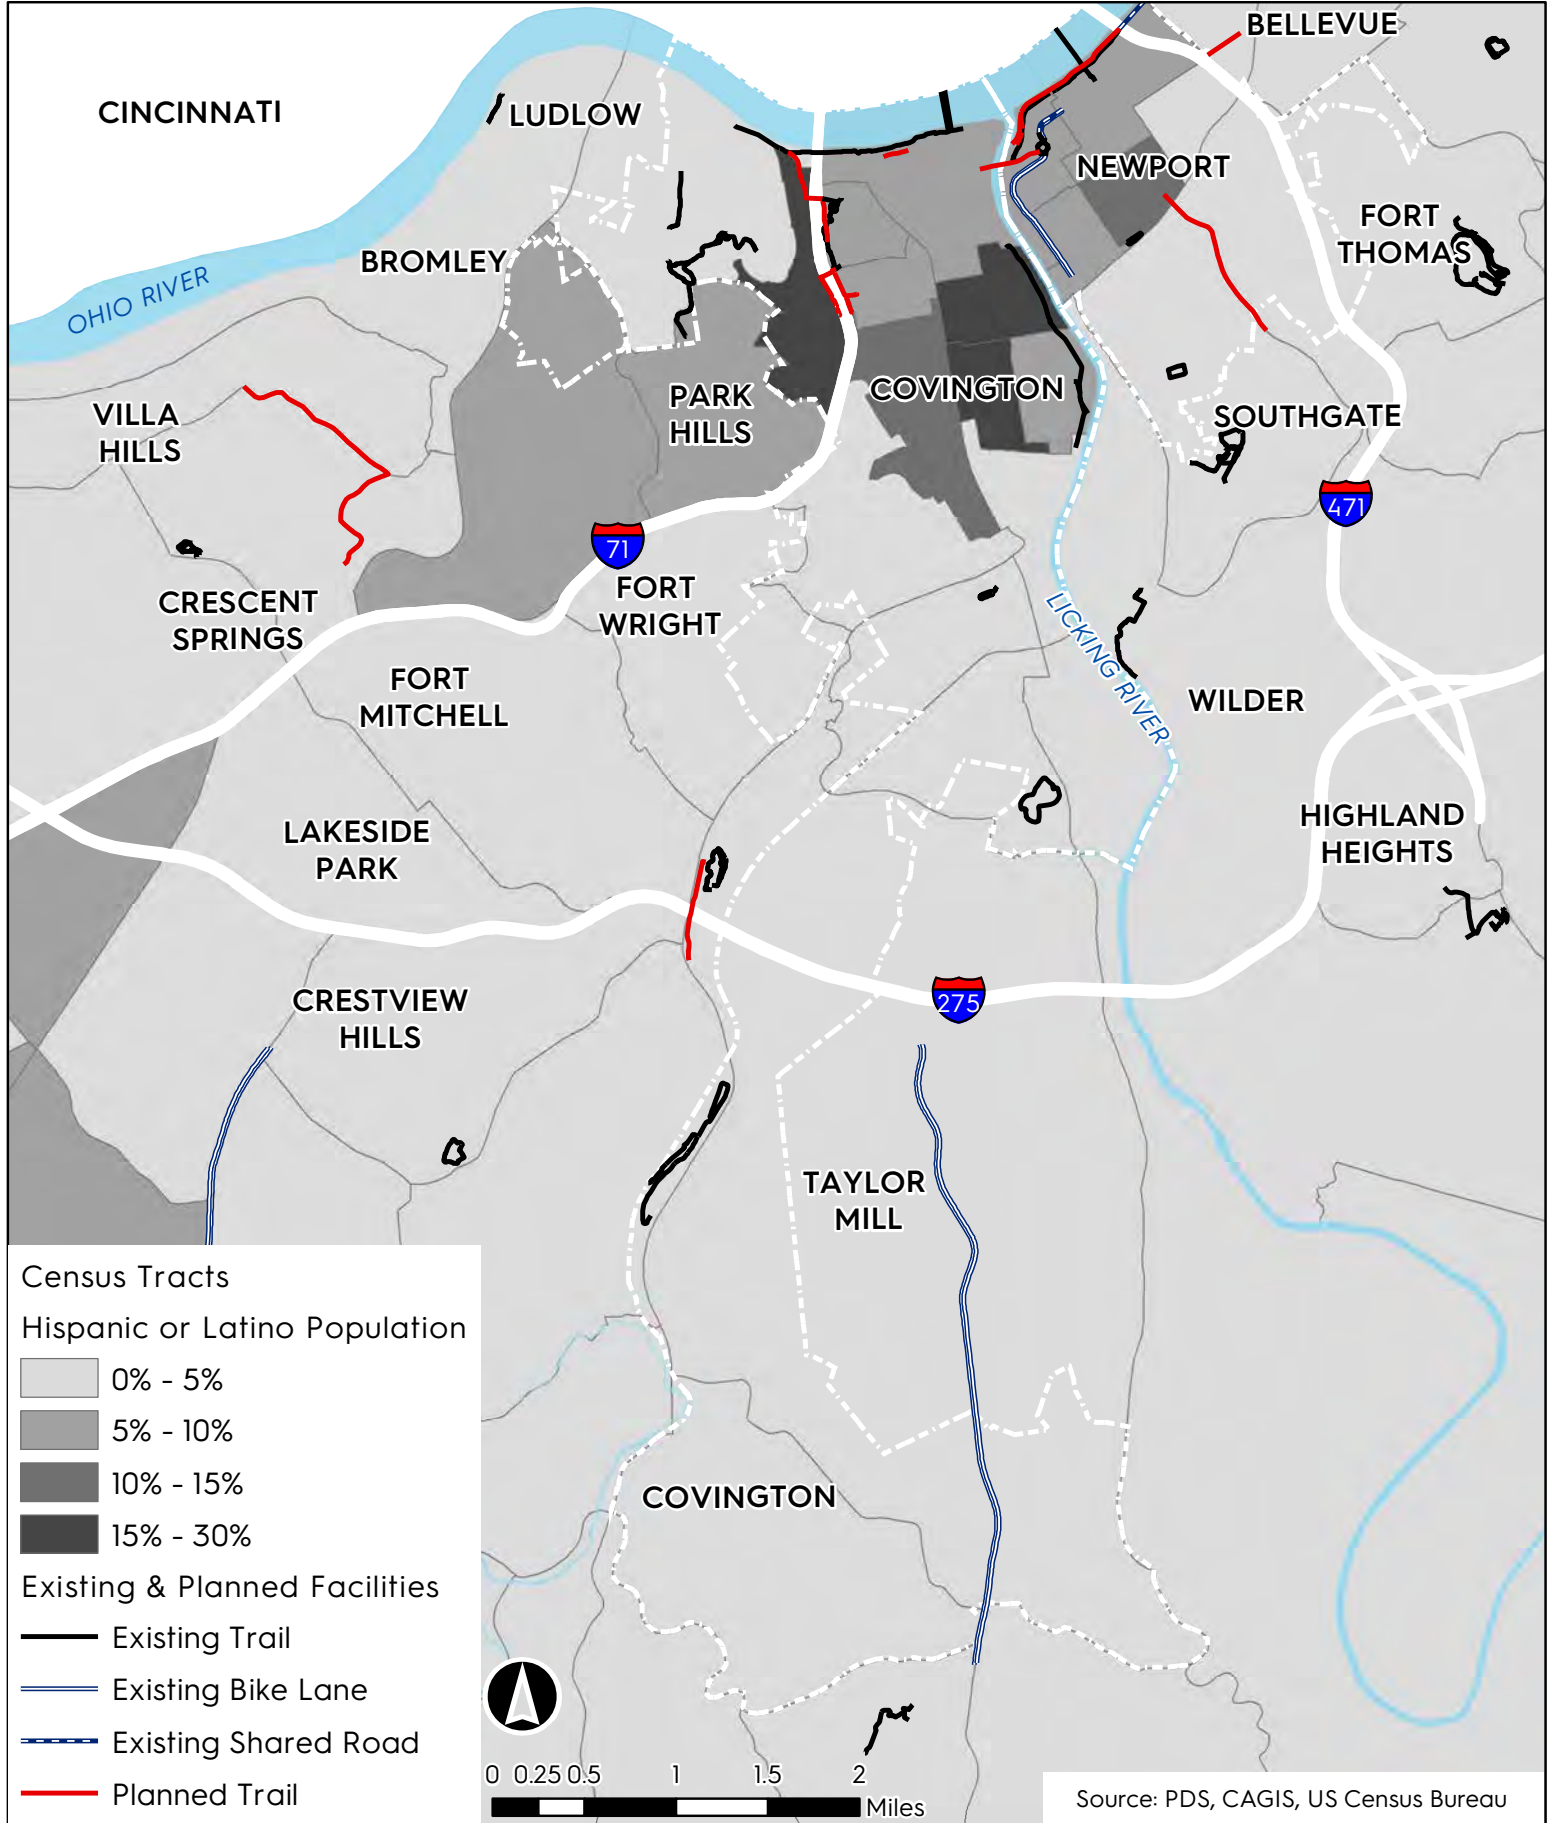 BELLEVUE
CINCINNATI
LUDLOW
NEWPORT
FORT
THOMAS
BROMLEY
OHIO RIVER
PARK
HILLS
COVINGTON
VILLA
HILLS
SOUTHGATE
471
71
CRESCENT
SPRINGS
FORT
WRIGHT
LICKING RIVER
FORT
MITCHELL
WILDER
LAKESIDE
PARK
HIGHLAND
HEIGHTS
CRESTVIEW
HILLS
275
TAYLOR
MILL
COVINGTON
Census Tracts
Hispanic or Latino Population
0% - 5%
5% - 10%
10% - 15%
15% - 30%
Existing & Planned Facilities
Existing Trail
Existing Bike Lane
Existing Shared Road
Planned Trail
0 0.25 0.5 1 1.5 2
Miles
Source: PDS, CAGIS, US Census Bureau